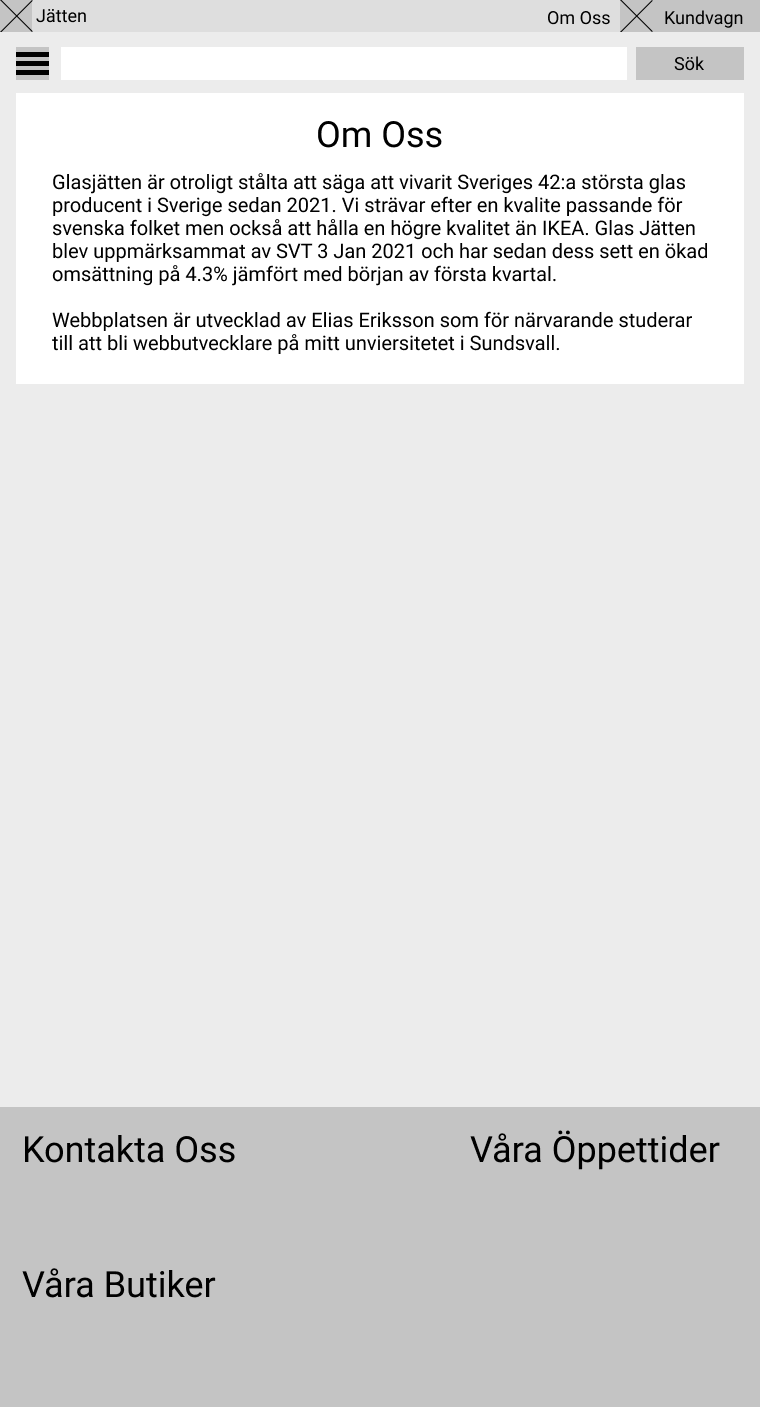 Jätten
Om Oss
Kundvagn
Sök
Om Oss
Glasjätten är otroligt stålta att säga att vivarit Sveriges 42:a största glas
producent i Sverige sedan 2021. Vi strävar efter en kvalite passande för
svenska folket men också att hålla en högre kvalitet än IKEA. Glas Jätten
blev uppmärksammat av SVT 3 Jan 2021 och har sedan dess sett en ökad
omsättning på 4.3% jämfört med början av första kvartal.
Webbplatsen är utvecklad av Elias Eriksson som för närvarande studerar
till att bli webbutvecklare på mitt unviersitetet i Sundsvall.
Kontakta Oss
Våra Öppettider
Våra Butiker